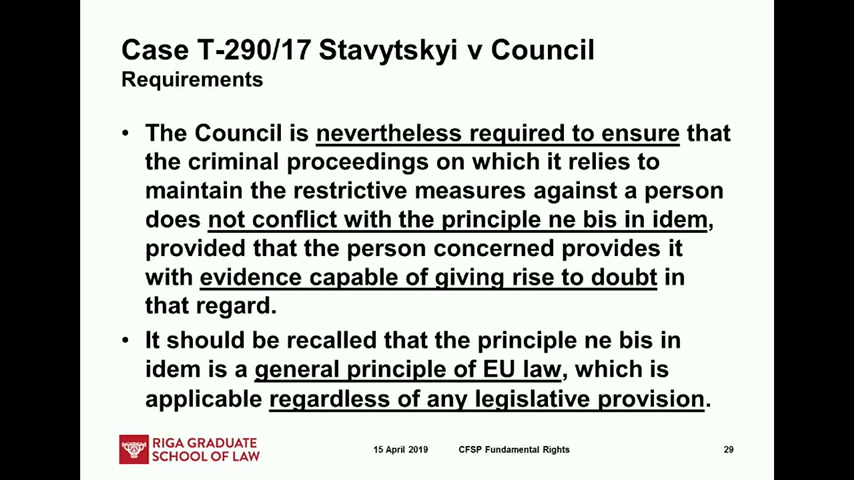 Case T-290/17 Stavytskyi v Council
Requirements
• The Council is nevertheless required to ensure that
the criminal proceedings on which it relies to
maintain the restrictive measures against a person
does not conflict with the principle ne bis in idem,
provided that the person concerned provides it
with evidence capable of giving rise to doubt in
that regard.
• It should be recalled that the principle ne bis in
idem is a general principle of EU law, which is
applicable regardless of any legislative provision.
RIGA GRADUATE
SCHOOL OF LAW
15 April 2019 CFSP Fundamental Rights 29